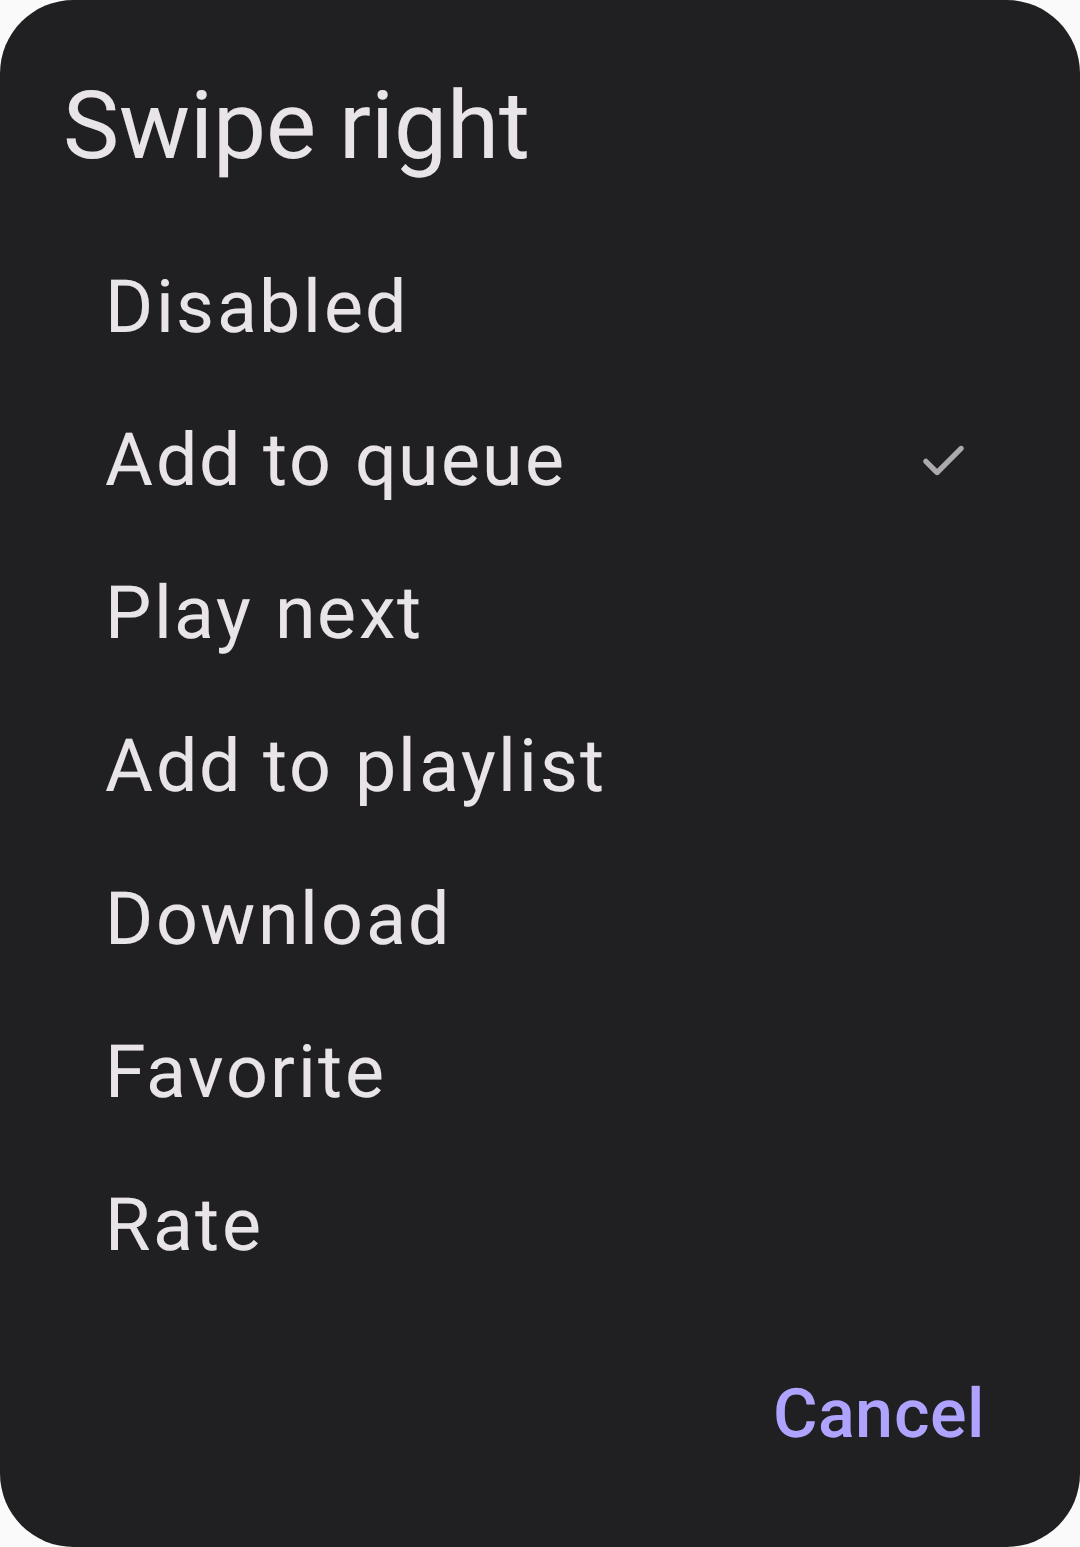 Swipe right
Disabled
Add to queue
Play next
Add to playlist
Download
Favorite
Rate
Cancel